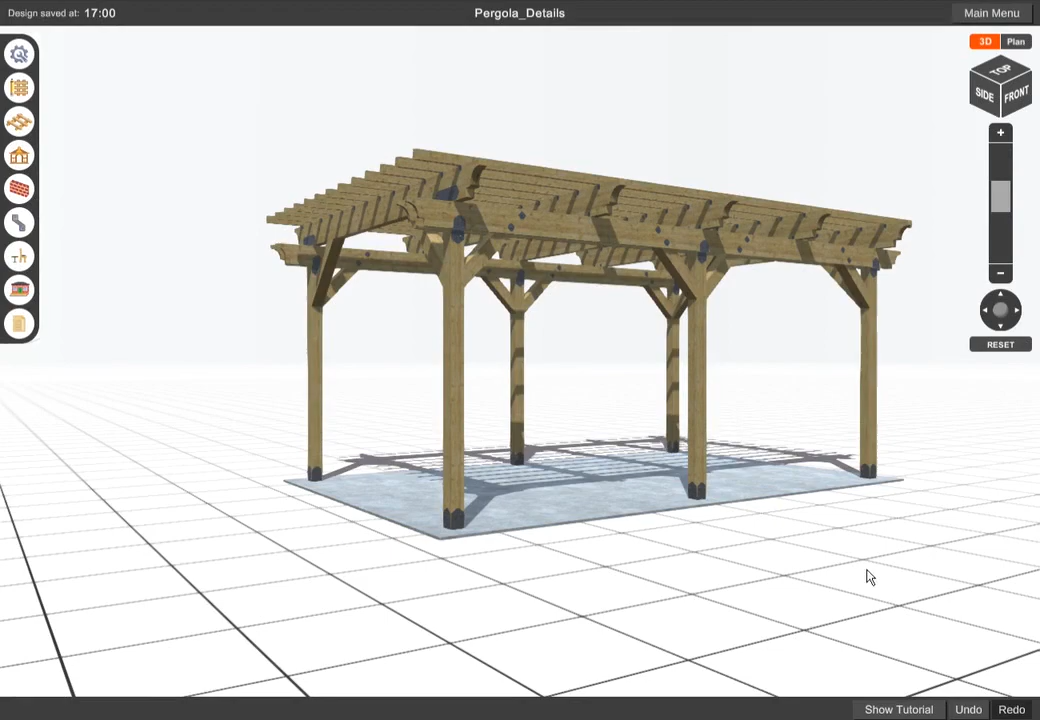 Design saved at: 17:00
Pergola_Details
Main Menu
3D
Plan
TOP
SIDE
FRONT
+
−
RESET
Show Tutorial
Undo
Redo